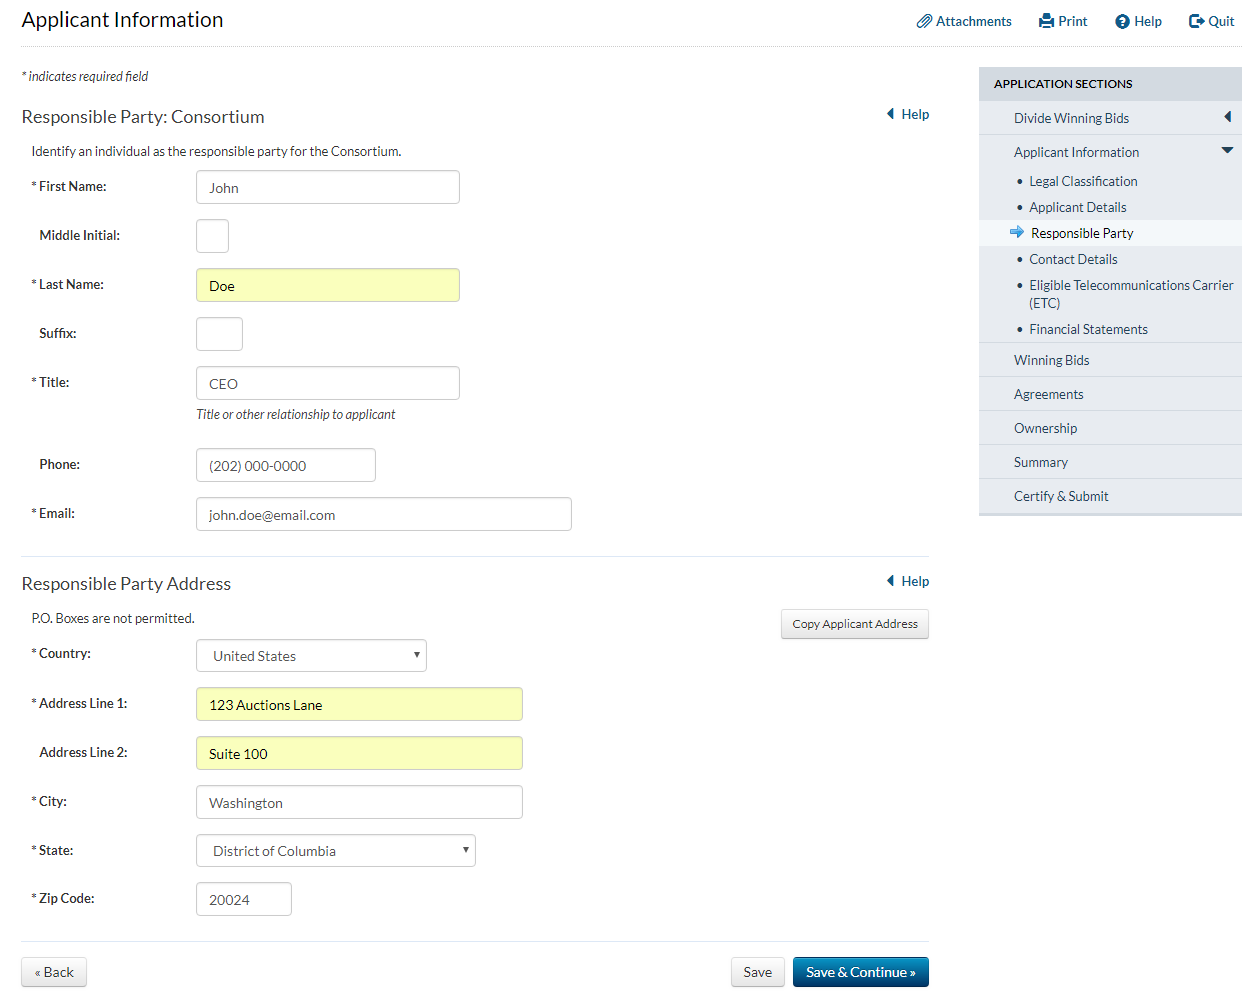 Applicant Information
Attachments
Print
Help
Quit
* indicates required field
Responsible Party: Consortium
Help
Identify an individual as the responsible party for the Consortium.
* First Name:
John
Middle Initial:
* Last Name:
Doe
Suffix:
* Title:
CEO
Title or other relationship to applicant
Phone:
(202) 000-0000
* Email:
john.doe@email.com
Responsible Party Address
Help
P.O. Boxes are not permitted.
Copy Applicant Address
* Country:
United States
* Address Line 1:
123 Auctions Lane
Address Line 2:
Suite 100
* City:
Washington
* State:
District of Columbia
* Zip Code:
20024
« Back
Save
Save & Continue »
APPLICATION SECTIONS
Divide Winning Bids
Applicant Information
• Legal Classification
• Applicant Details
Responsible Party
• Contact Details
• Eligible Telecommunications Carrier
(ETC)
• Financial Statements
Winning Bids
Agreements
Ownership
Summary
Certify & Submit